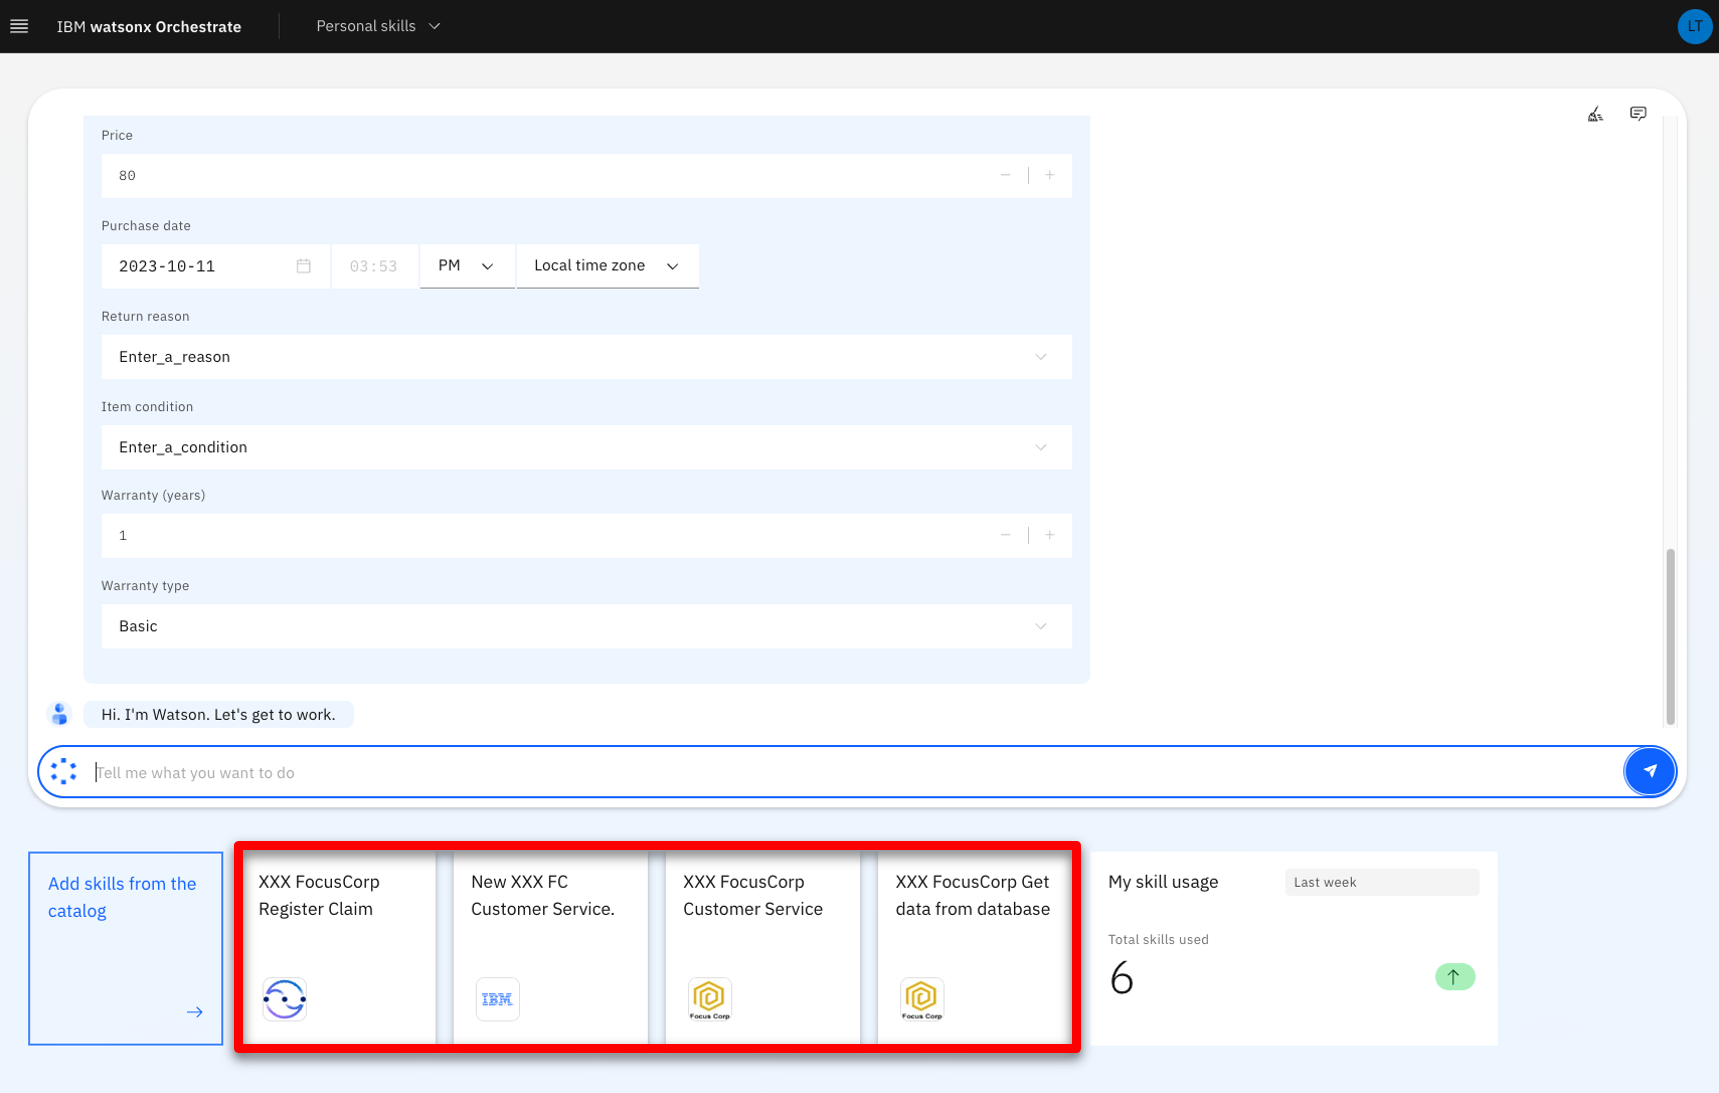 IBM watsonx Orchestrate
Personal skills
LT
Price
80
Purchase date
2023-10-11
03:53
PM
Local time zone
Return reason
Enter_a_reason
Item condition
Enter_a_condition
Warranty (years)
1
Warranty type
Basic
Hi. I'm Watson. Let's get to work.
Tell me what you want to do
Add skills from the
catalog
XXX FocusCorp
Register Claim
New XXX FC
Customer Service.
IBM
XXX FocusCorp
Customer Service
Focus Corp
XXX FocusCorp Get
data from database
Focus Corp
My skill usage
Last week
Total skills used
6